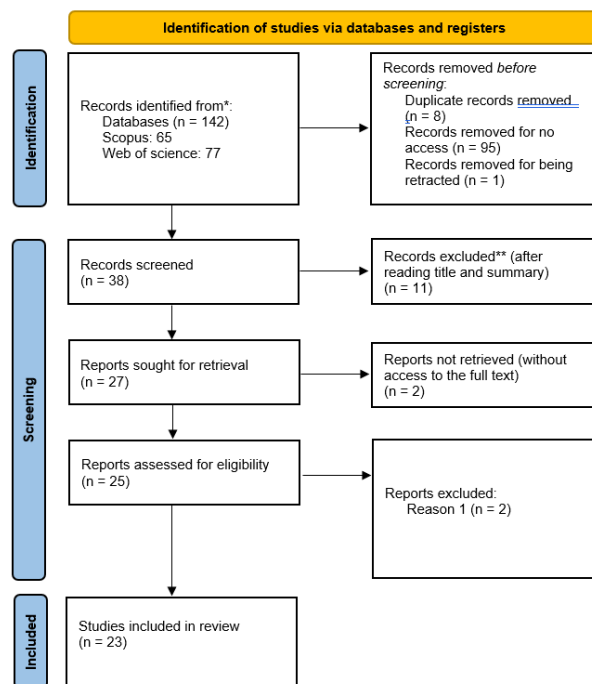 Identification of studies via databases and registers
Identification
Records identified from*:
Databases (n = 142)
Scopus: 65
Web of science: 77
Records removed before
screening:
Duplicate records removed
(n = 8)
Records removed for no
access (n = 95)
Records removed for being
retracted (n = 1)
Screening
Records screened
(n = 38)
Records excluded** (after
reading title and summary)
(n = 11)
Reports sought for retrieval
(n = 27)
Reports not retrieved (without
access to the full text)
(n = 2)
Reports assessed for eligibility
(n = 25)
Reports excluded:
Reason 1 (n = 2)
Included
Studies included in review
(n = 23)